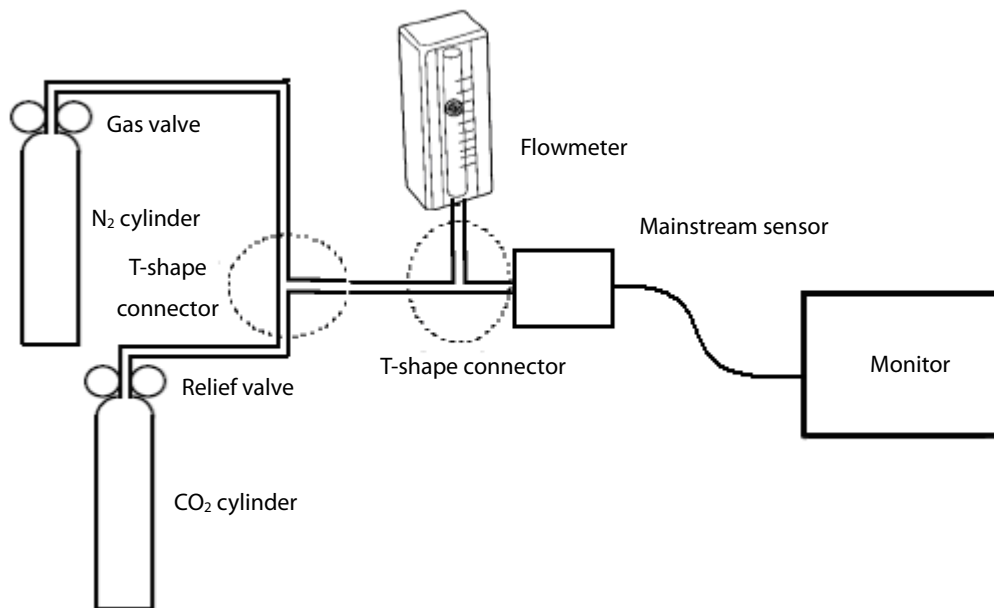 Gas valve
N₂ cylinder
T-shape
connector
Relief valve
CO₂ cylinder
Flowmeter
T-shape connector
Mainstream sensor
Monitor